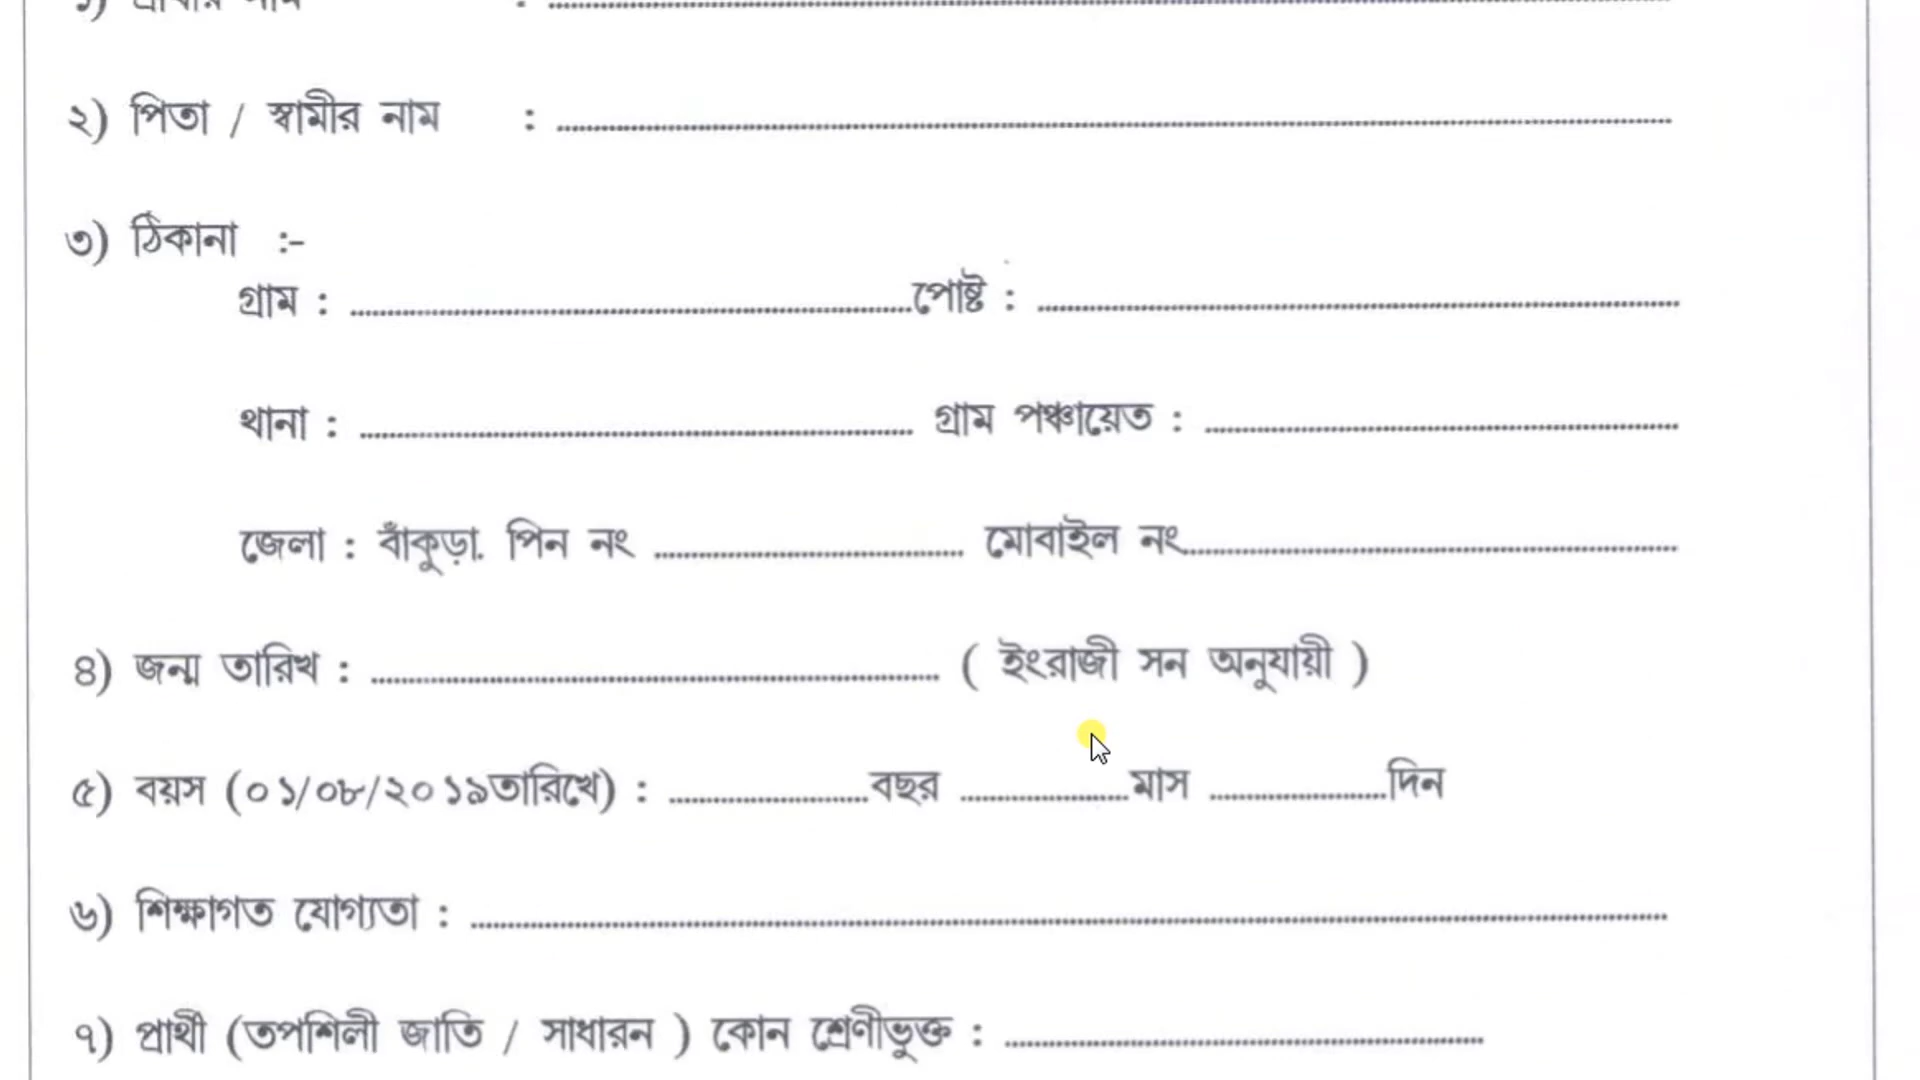 ২) পিতা / স্বামীর নাম : ................................................
৩) ঠিকানা :-
গ্রাম : ................................ পোষ্ট : ................................
থানা : ................................ গ্রাম পঞ্চায়েত : ................................
জেলা : বাঁকুড়া. পিন নং ................ মোবাইল নং................................
৪) জন্ম তারিখ : ................................ ( ইংরাজী সন অনুযায়ী )
৫) বয়স (০১/০৮/২০১৯তারিখে) : ............বছর ............মাস ............দিন
৬) শিক্ষাগত যোগ্যতা : ................................................
৭) প্রার্থী (তপশিলী জাতি / সাধারন ) কোন শ্রেণীভুক্ত : ................................